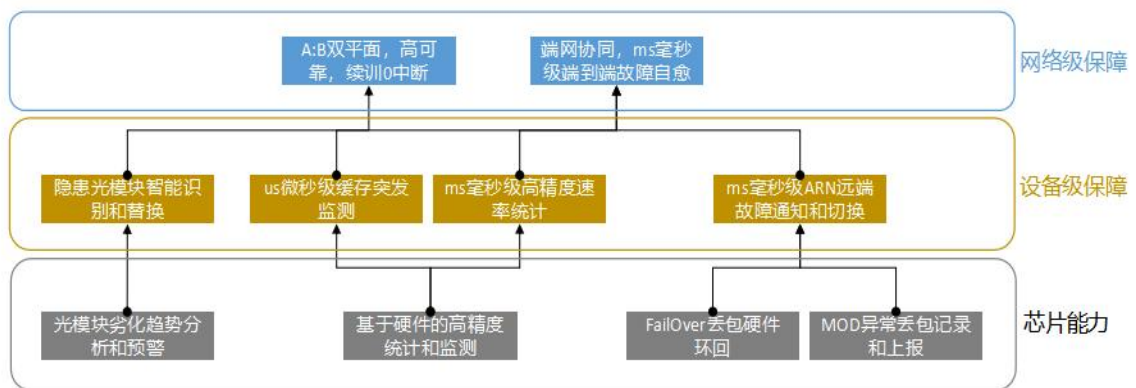 A:B双平面，高可
靠，续训0中断
端网协同，ms毫秒
级端到端故障自愈
网络级保障
隐患光模块智能识
别和替换
us微秒级缓存突发
监测
ms毫秒级高精度速
率统计
ms毫秒级ARN远端
故障通知和切换
设备级保障
光模块劣化趋势分
析和预警
基于硬件的高精度
统计和监测
FailOver丢包硬件
环回
MOD异常丢包记录
和上报
芯片能力